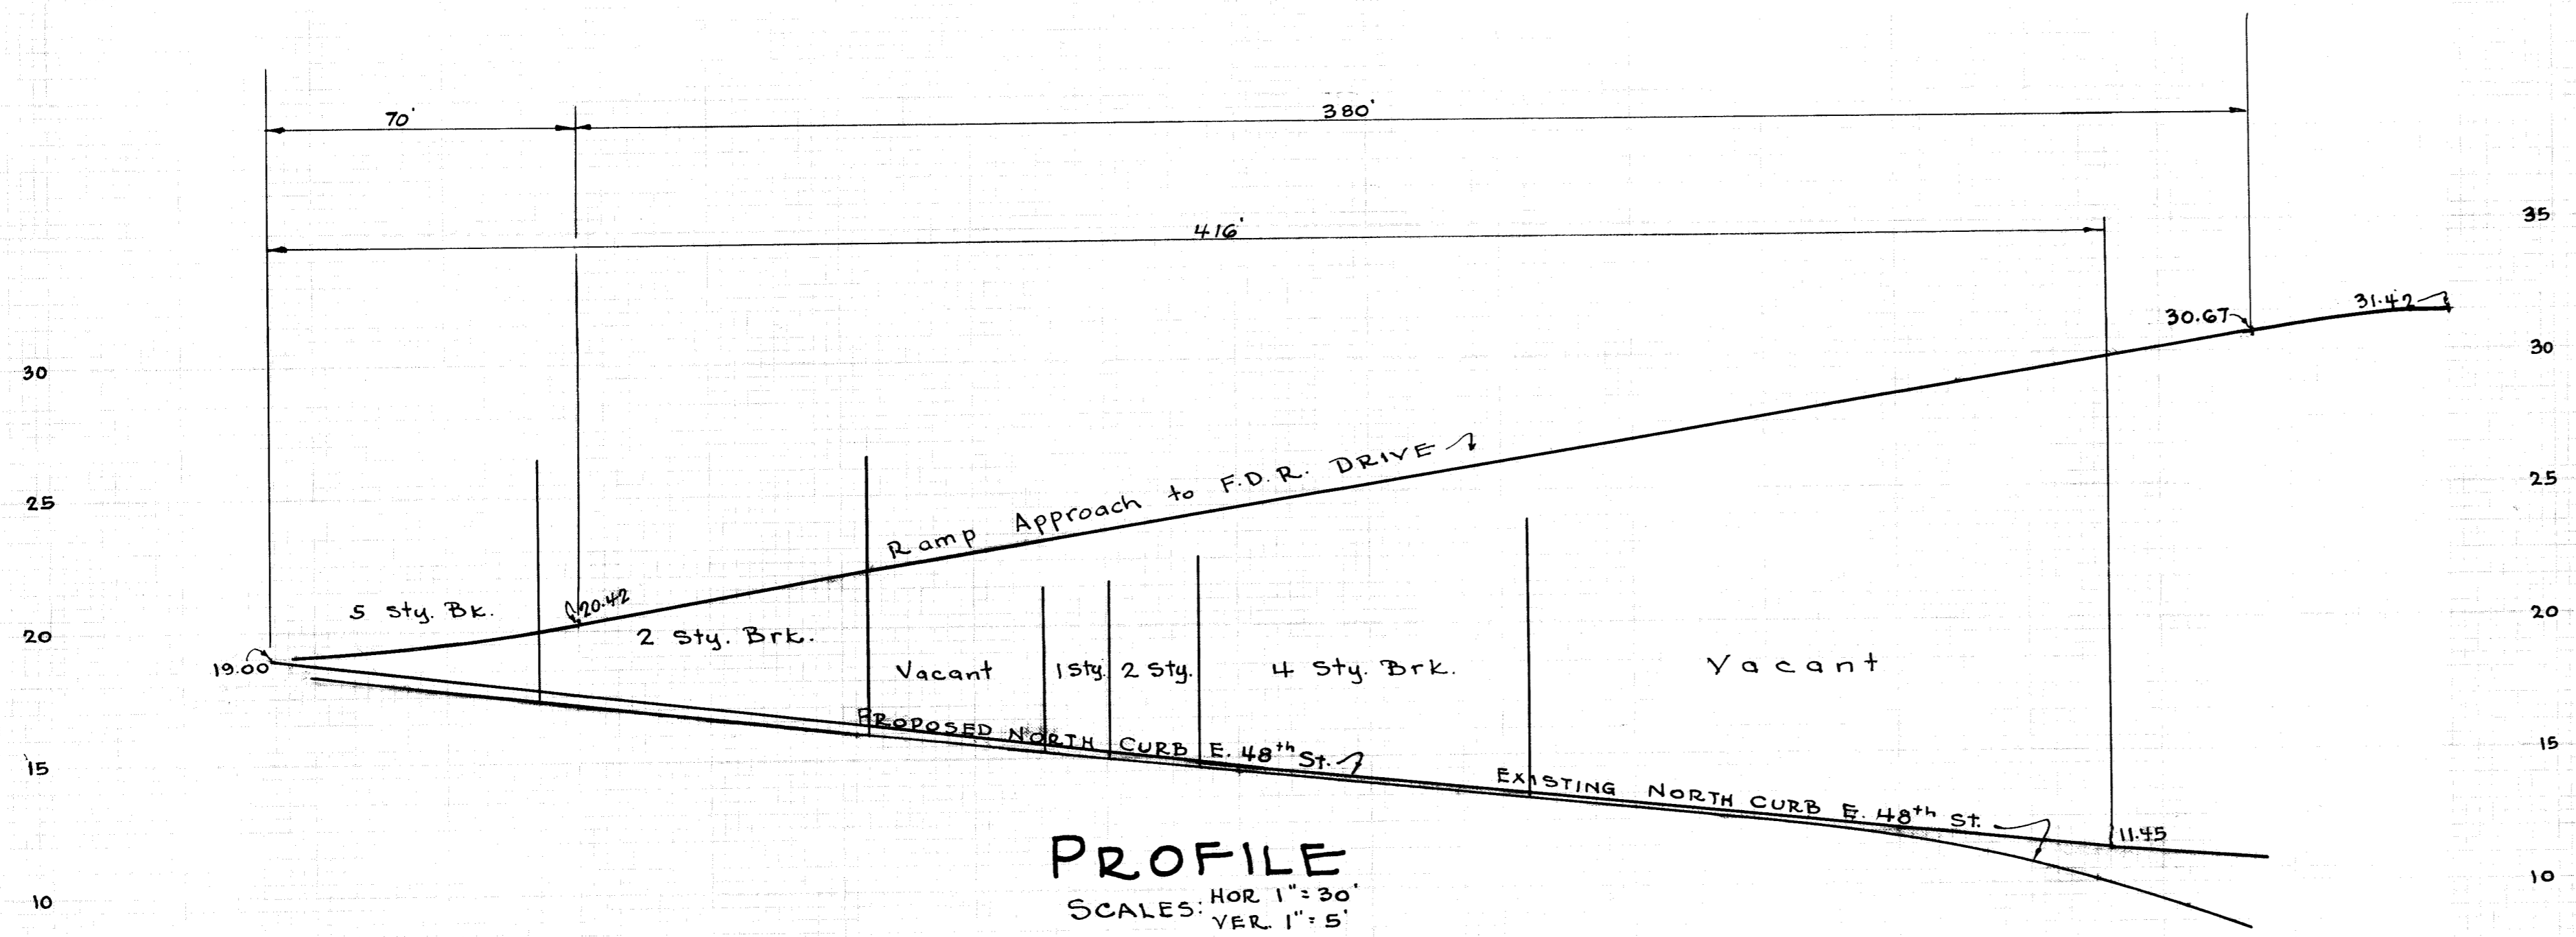 70'
380'
416'
35
30.67
31.42
30
30
25
25
Ramp Approach to F.D.R. DRIVE
5 Sty. Bk.
20.42
20
20
2 Sty. Brk.
19.00
Vacant
1 Sty.
2 Sty.
4 Sty. Brk.
Vacant
PROPOSED NORTH CURB E. 48th St.
15
15
EXISTING NORTH CURB E. 48th St.
11.45
10
10
PROFILE
SCALES: HOR 1"=30'
VER. 1"=5'